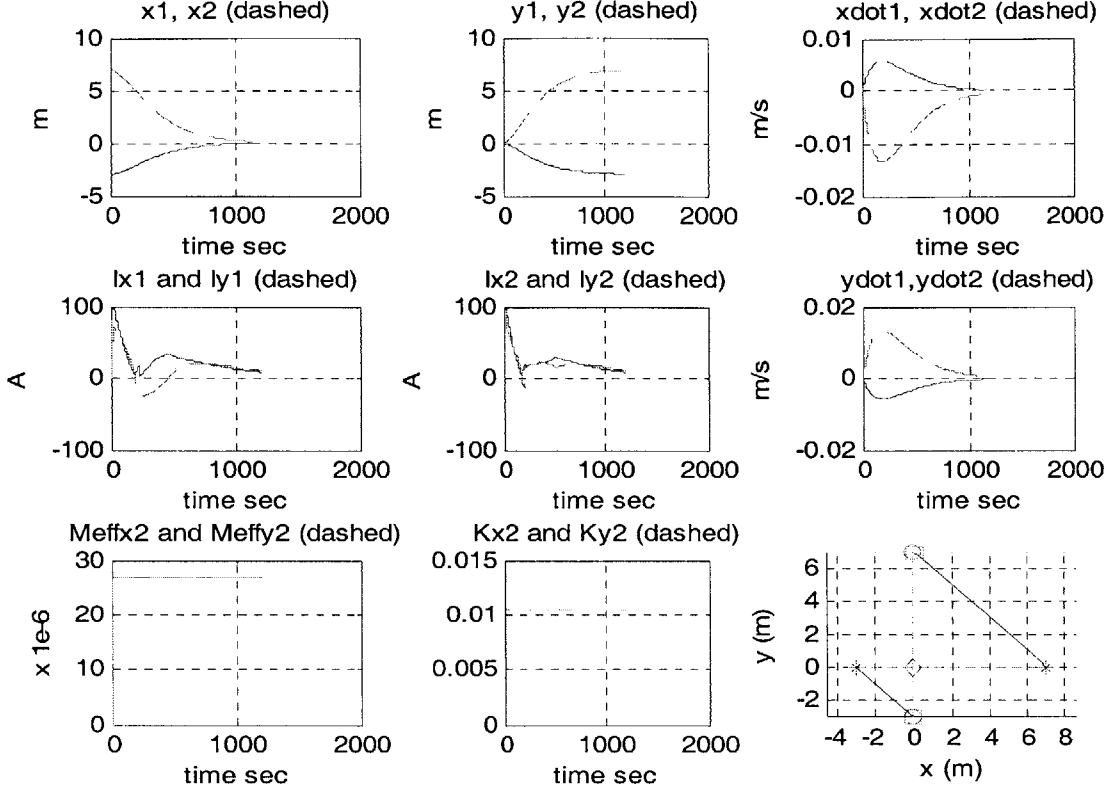 x1, x2 (dashed)
10
5
0
-5
m
0 1000 2000
time sec
y1, y2 (dashed)
10
5
0
-5
m
0 1000 2000
time sec
xdot1, xdot2 (dashed)
0.01
0
-0.01
-0.02
m/s
0 1000 2000
time sec
Ix1 and Iy1 (dashed)
100
0
-100
A
0 1000 2000
time sec
Ix2 and Iy2 (dashed)
100
0
-100
A
0 1000 2000
time sec
ydot1,ydot2 (dashed)
0.02
0
-0.02
m/s
0 1000 2000
time sec
Meffx2 and Meffy2 (dashed)
30
20
10
0
x 1e-6
0 1000 2000
time sec
Kx2 and Ky2 (dashed)
0.015
0.01
0.005
0
0 1000 2000
time sec
6
4
2
0
-2
y (m)
-4 -2 0 2 4 6 8
x (m)